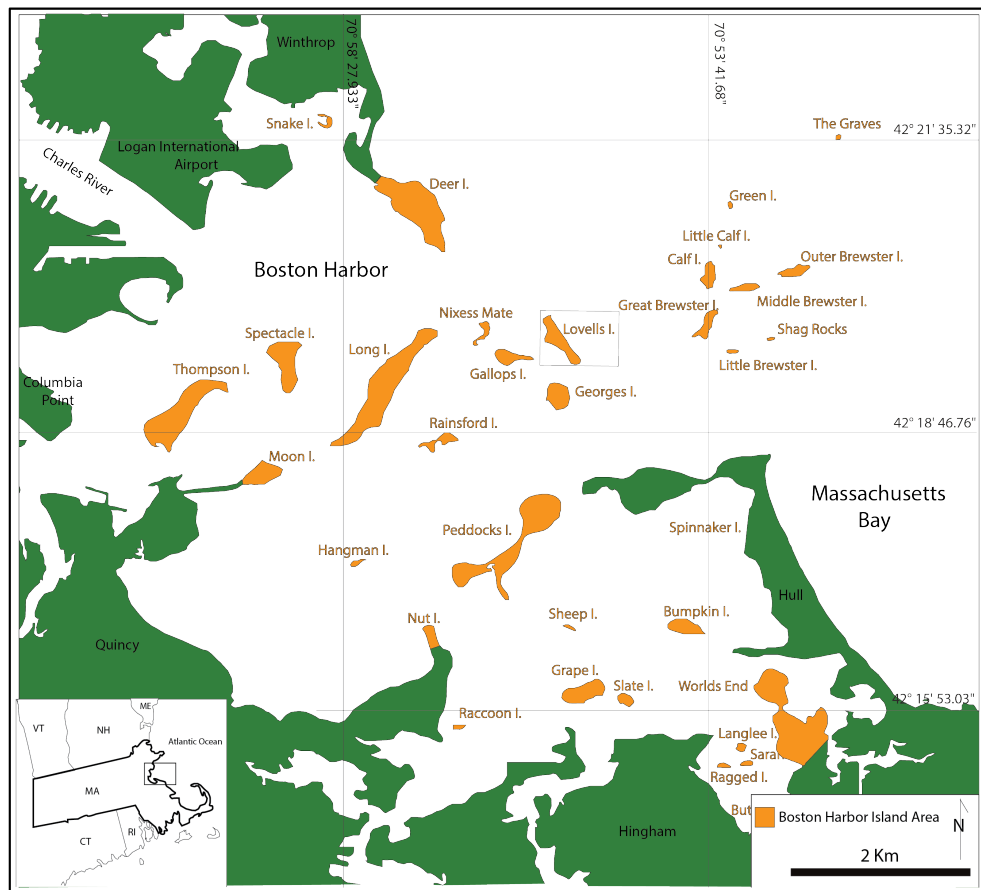 Winthrop
70° 58' 27.933"
70° 53' 41.68"
Snake I.
The Graves
42° 21' 35.32"
Logan International
Airport
Charles River
Deer I.
Green I.
Little Calf I.
Calf I.
Outer Brewster I.
Boston Harbor
Middle Brewster I.
Great Brewster I.
Nixess Mate
Lovells I.
Shag Rocks
Spectacle I.
Long I.
Little Brewster I.
Gallops I.
Thompson I.
Columbia
Point
Georges I.
Rainsford I.
42° 18' 46.76"
Moon I.
Massachusetts
Bay
Peddocks I.
Spinnaker I.
Hangman I.
Hull
Nut I.
Sheep I.
Bumpkin I.
Quincy
Grape I.
Slate I.
Worlds End
42° 15' 53.03"
Raccoon I.
Langlee I.
Sarah
Ragged I.
But
Hingham
VT
NH
ME
Atlantic Ocean
MA
CT
RI
Boston Harbor Island Area
N
2 Km